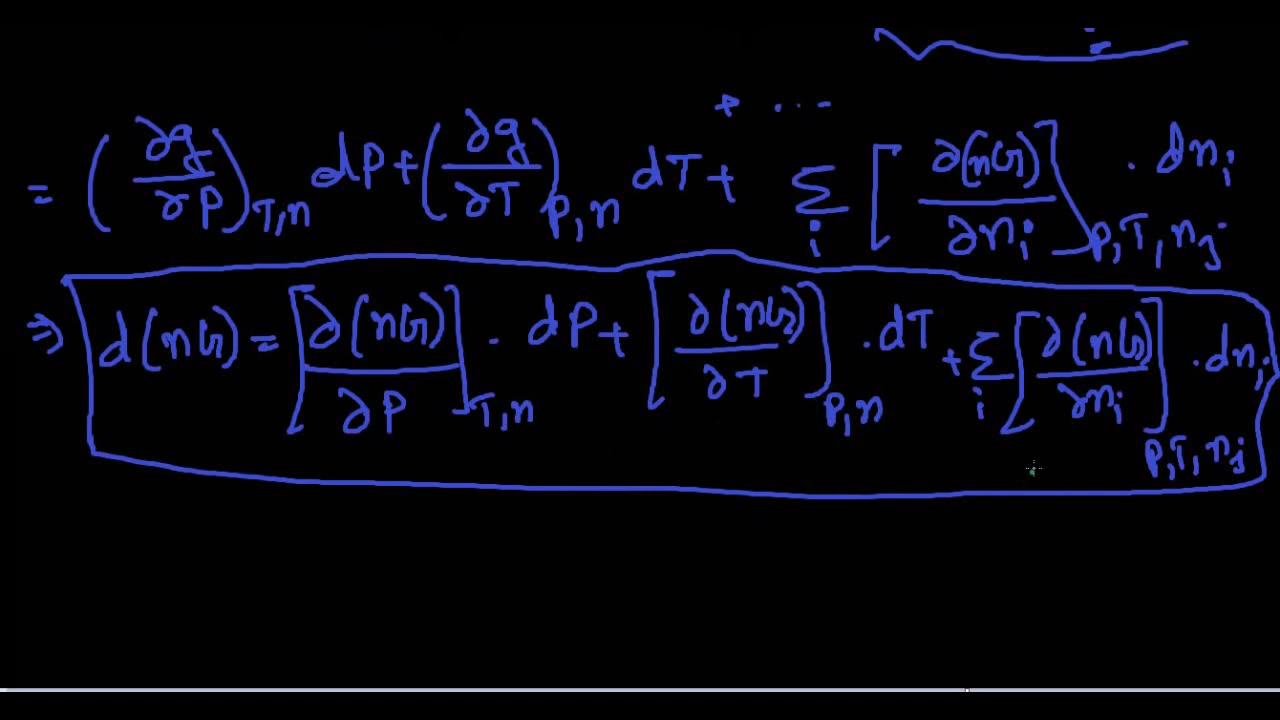 + ...
= (∂g/∂P)_{T,n} dP + (∂g/∂T)_{P,n} dT + Σ_i [∂(nG)/∂n_i]_{P,T,n_j} . dn_i
⇒ d(nG) = [∂(nG)/∂P]_{T,n} . dP + [∂(nG)/∂T]_{P,n} . dT + Σ_i [∂(nG)/∂n_i]_{P,T,n_j} . dn_i